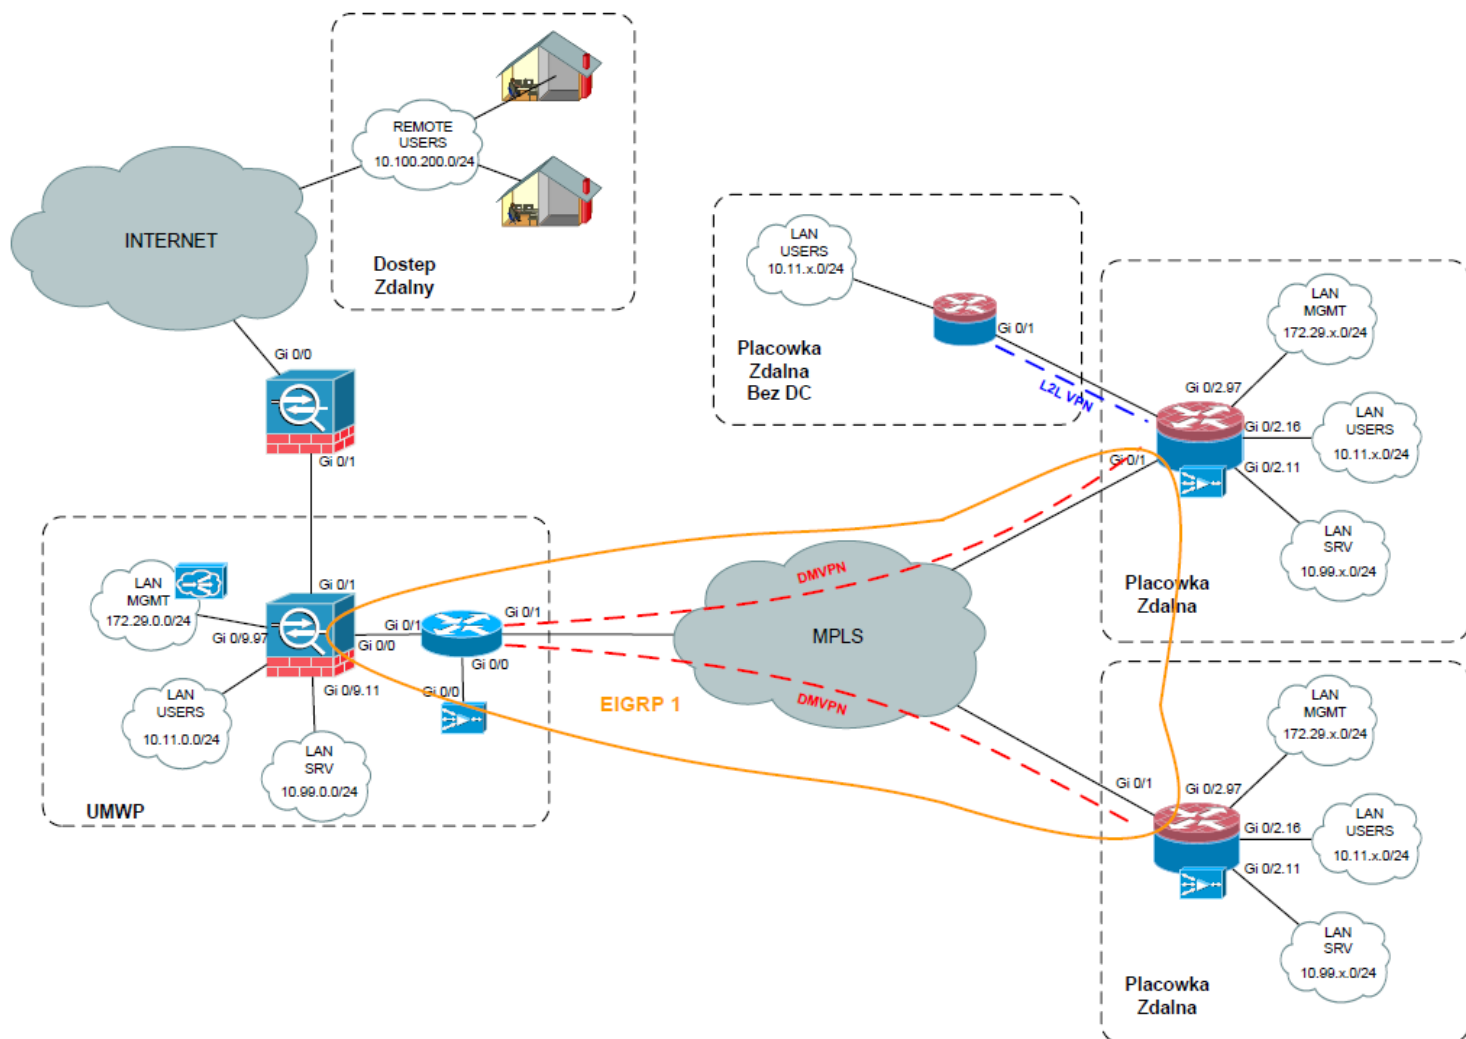 REMOTE
USERS
10.100.200.0/24
INTERNET
Dostep
Zdalny
Gi 0/0
Gi 0/1
LAN
USERS
10.11.x.0/24
Gi 0/1
Placowka
Zdalna
Bez DC
L2L VPN
LAN
MGMT
172.29.x.0/24
Gi 0/2.97
Gi 0/2.16
LAN
USERS
10.11.x.0/24
Gi 0/1
Gi 0/2.11
LAN
SRV
10.99.x.0/24
Placowka
Zdalna
LAN
MGMT
172.29.0.0/24
Gi 0/1
Gi 0/9.97
Gi 0/0
Gi 0/1
Gi 0/1
Gi 0/0
Gi 0/9.11
Gi 0/0
LAN
USERS
10.11.0.0/24
LAN
SRV
10.99.0.0/24
UMWP
DMVPN
MPLS
DMVPN
EIGRP 1
LAN
MGMT
172.29.x.0/24
Gi 0/1
Gi 0/2.97
Gi 0/2.16
LAN
USERS
10.11.x.0/24
Gi 0/2.11
LAN
SRV
10.99.x.0/24
Placowka
Zdalna